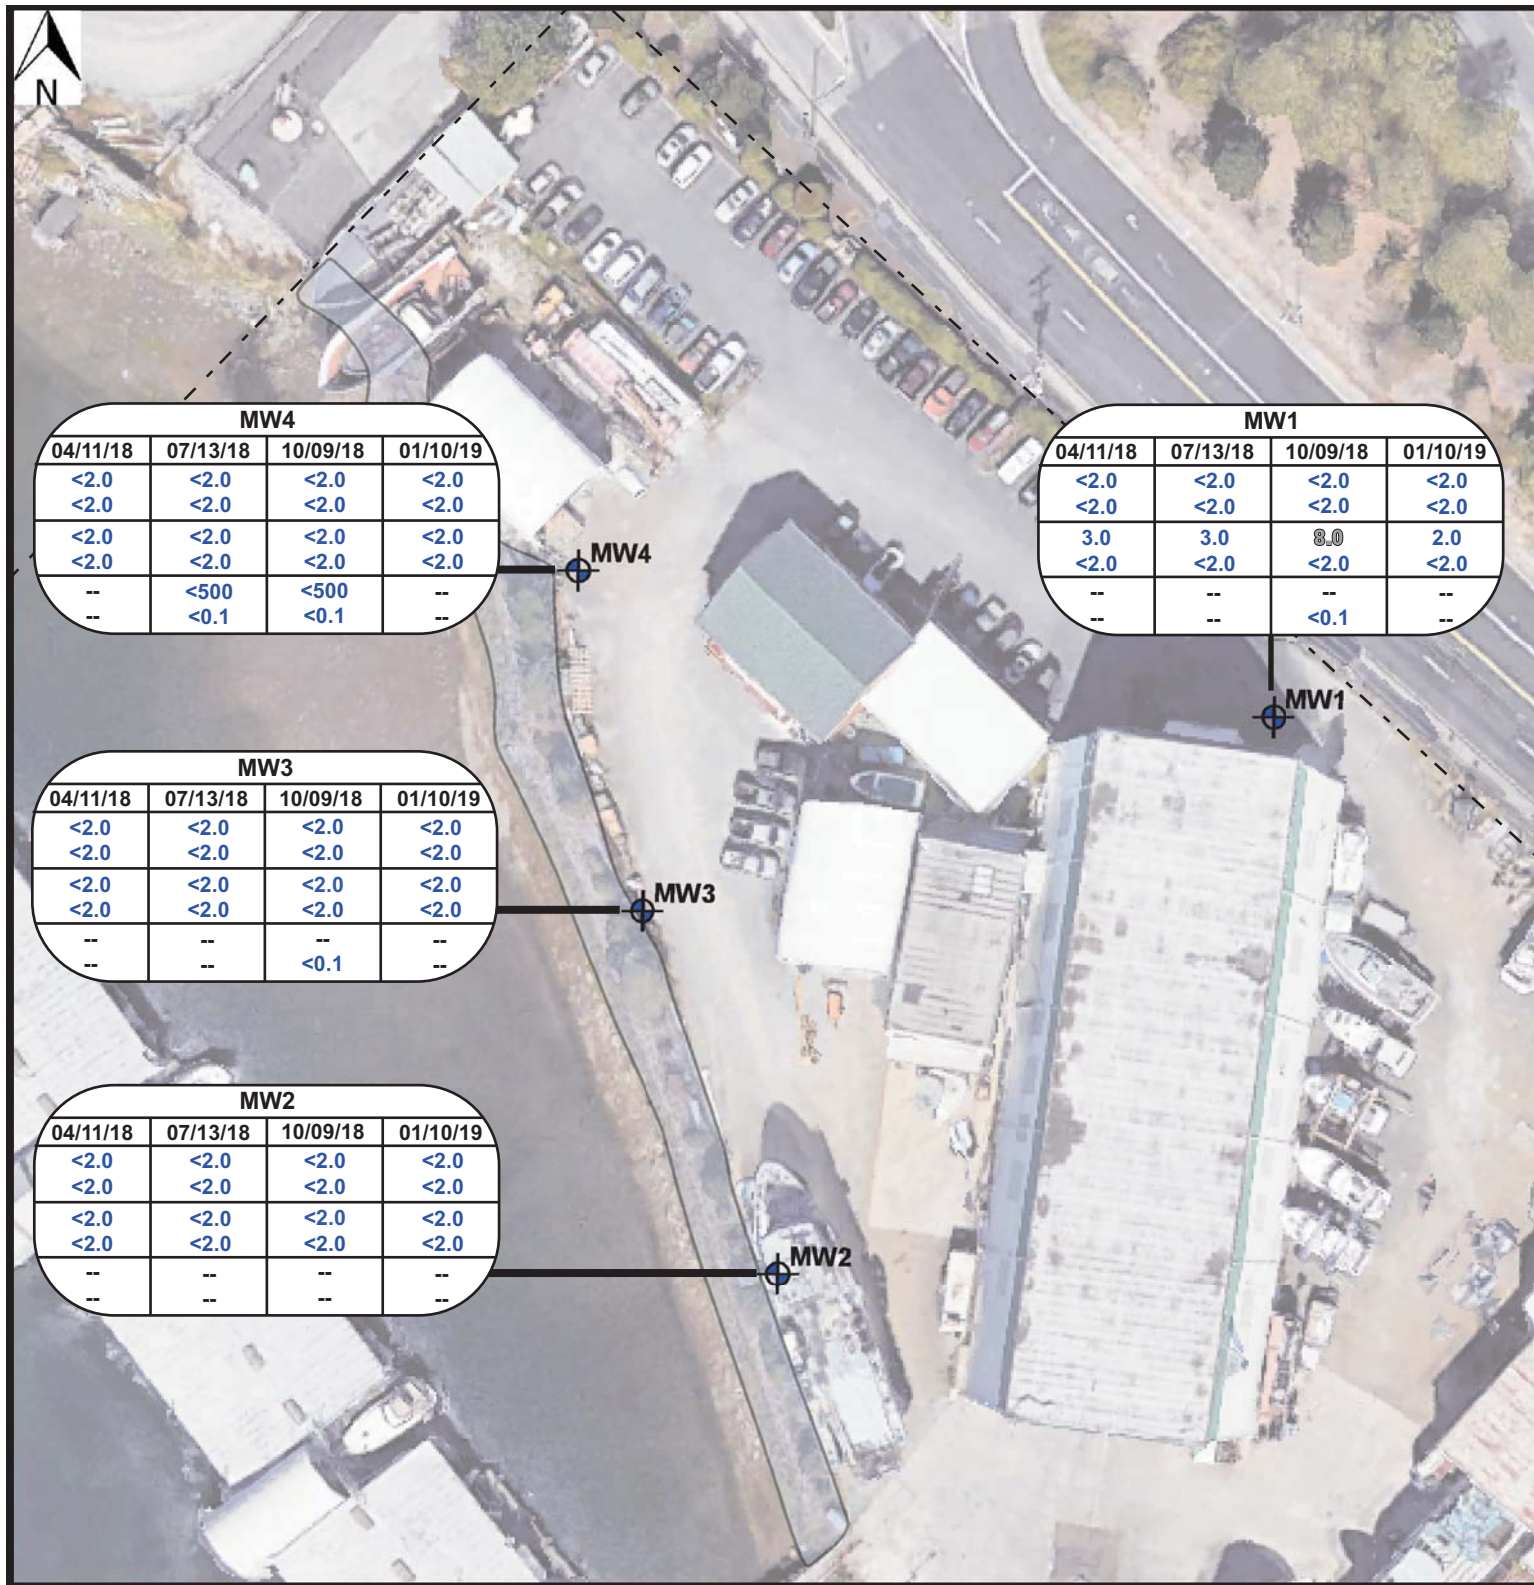 N
MW4
04/11/18 07/13/18 10/09/18 01/10/19
<2.0 <2.0 <2.0 <2.0
<2.0 <2.0 <2.0 <2.0
<2.0 <2.0 <2.0 <2.0
<2.0 <2.0 <2.0 <2.0
-- <500 <500 --
-- <0.1 <0.1 --
MW1
04/11/18 07/13/18 10/09/18 01/10/19
<2.0 <2.0 <2.0 <2.0
<2.0 <2.0 <2.0 <2.0
3.0 3.0 8.0 2.0
<2.0 <2.0 <2.0 <2.0
-- -- -- --
-- -- <0.1 --
MW4
MW1
MW3
04/11/18 07/13/18 10/09/18 01/10/19
<2.0 <2.0 <2.0 <2.0
<2.0 <2.0 <2.0 <2.0
<2.0 <2.0 <2.0 <2.0
<2.0 <2.0 <2.0 <2.0
-- -- -- --
-- -- <0.1 --
MW3
MW2
04/11/18 07/13/18 10/09/18 01/10/19
<2.0 <2.0 <2.0 <2.0
<2.0 <2.0 <2.0 <2.0
<2.0 <2.0 <2.0 <2.0
<2.0 <2.0 <2.0 <2.0
-- -- -- --
-- -- -- --
MW2